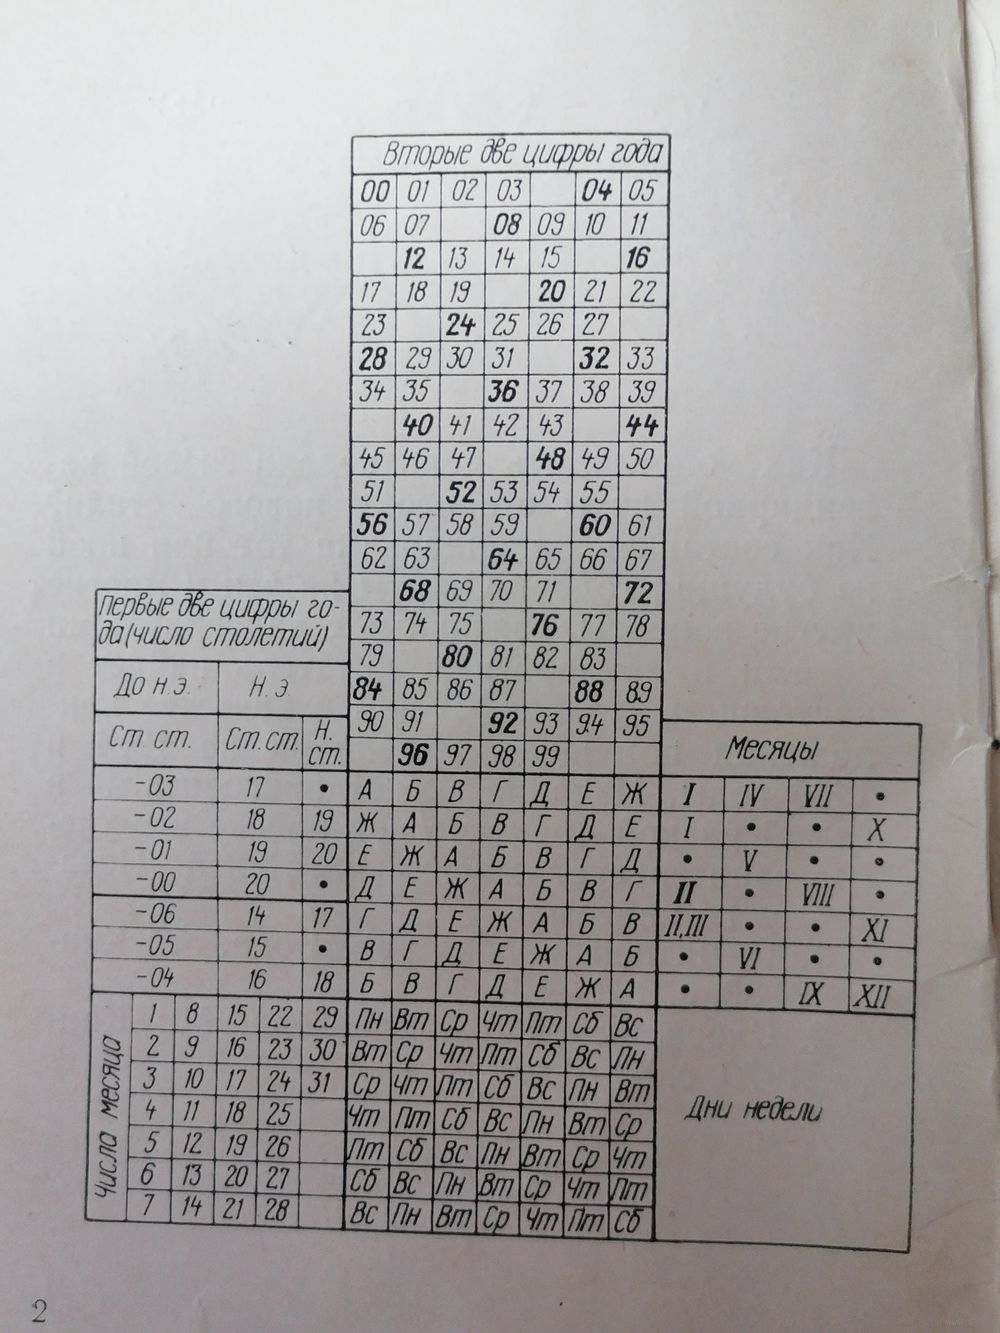 Вторые две цифры года
00 01 02 03 04 05
06 07 08 09 10 11
12 13 14 15 16
17 18 19 20 21 22
23 24 25 26 27
28 29 30 31 32 33
34 35 36 37 38 39
40 41 42 43 44
45 46 47 48 49 50
51 52 53 54 55
56 57 58 59 60 61
62 63 64 65 66 67
68 69 70 71 72
73 74 75 76 77 78
79 80 81 82 83
84 85 86 87 88 89
90 91 92 93 94 95
96 97 98 99
Первые две цифры го-
да (число столетий)
До н.э. Н. э.
Ст. ст. Ст. ст. Н. ст.
Месяцы
-03 17 • А Б В Г Д Е Ж I IV VII •
-02 18 19 Ж А Б В Г Д Е I • • X
-01 19 20 Е Ж А Б В Г Д • V • •
-00 20 • Д Е Ж А Б В Г II • VIII •
-06 14 17 Г Д Е Ж А Б В II,III • • XI
-05 15 • В Г Д Е Ж А Б • VI • •
-04 16 18 Б В Г Д Е Ж А • • IX XII
Числа месяца
1 8 15 22 29 Пн Вт Ср Чт Пт Сб Вс
2 9 16 23 30 Вт Ср Чт Пт Сб Вс Пн
3 10 17 24 31 Ср Чт Пт Сб Вс Пн Вт
4 11 18 25 Чт Пт Сб Вс Пн Вт Ср
5 12 19 26 Пт Сб Вс Пн Вт Ср Чт
6 13 20 27 Сб Вс Пн Вт Ср Чт Пт
7 14 21 28 Вс Пн Вт Ср Чт Пт Сб
Дни недели
2